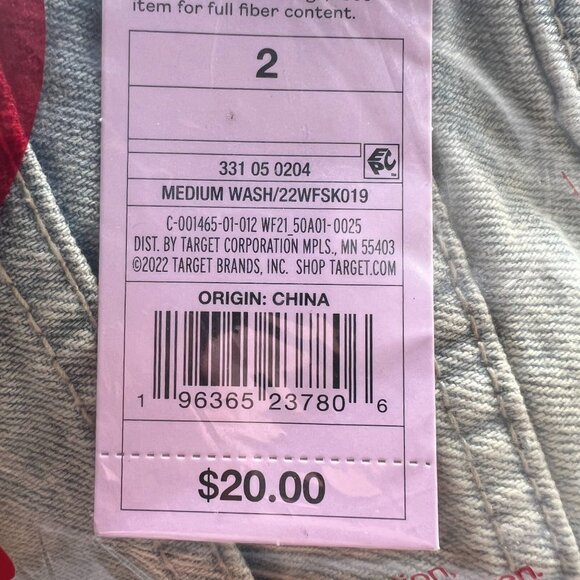 item for full fiber content.
2
EPC
331 05 0204
MEDIUM WASH/22WFSK019
C-001465-01-012 WF21_50A01-0025
DIST. BY TARGET CORPORATION MPLS., MN 55403
©2022 TARGET BRANDS, INC. SHOP TARGET.COM
ORIGIN: CHINA
1 96365 23780 6
$20.00